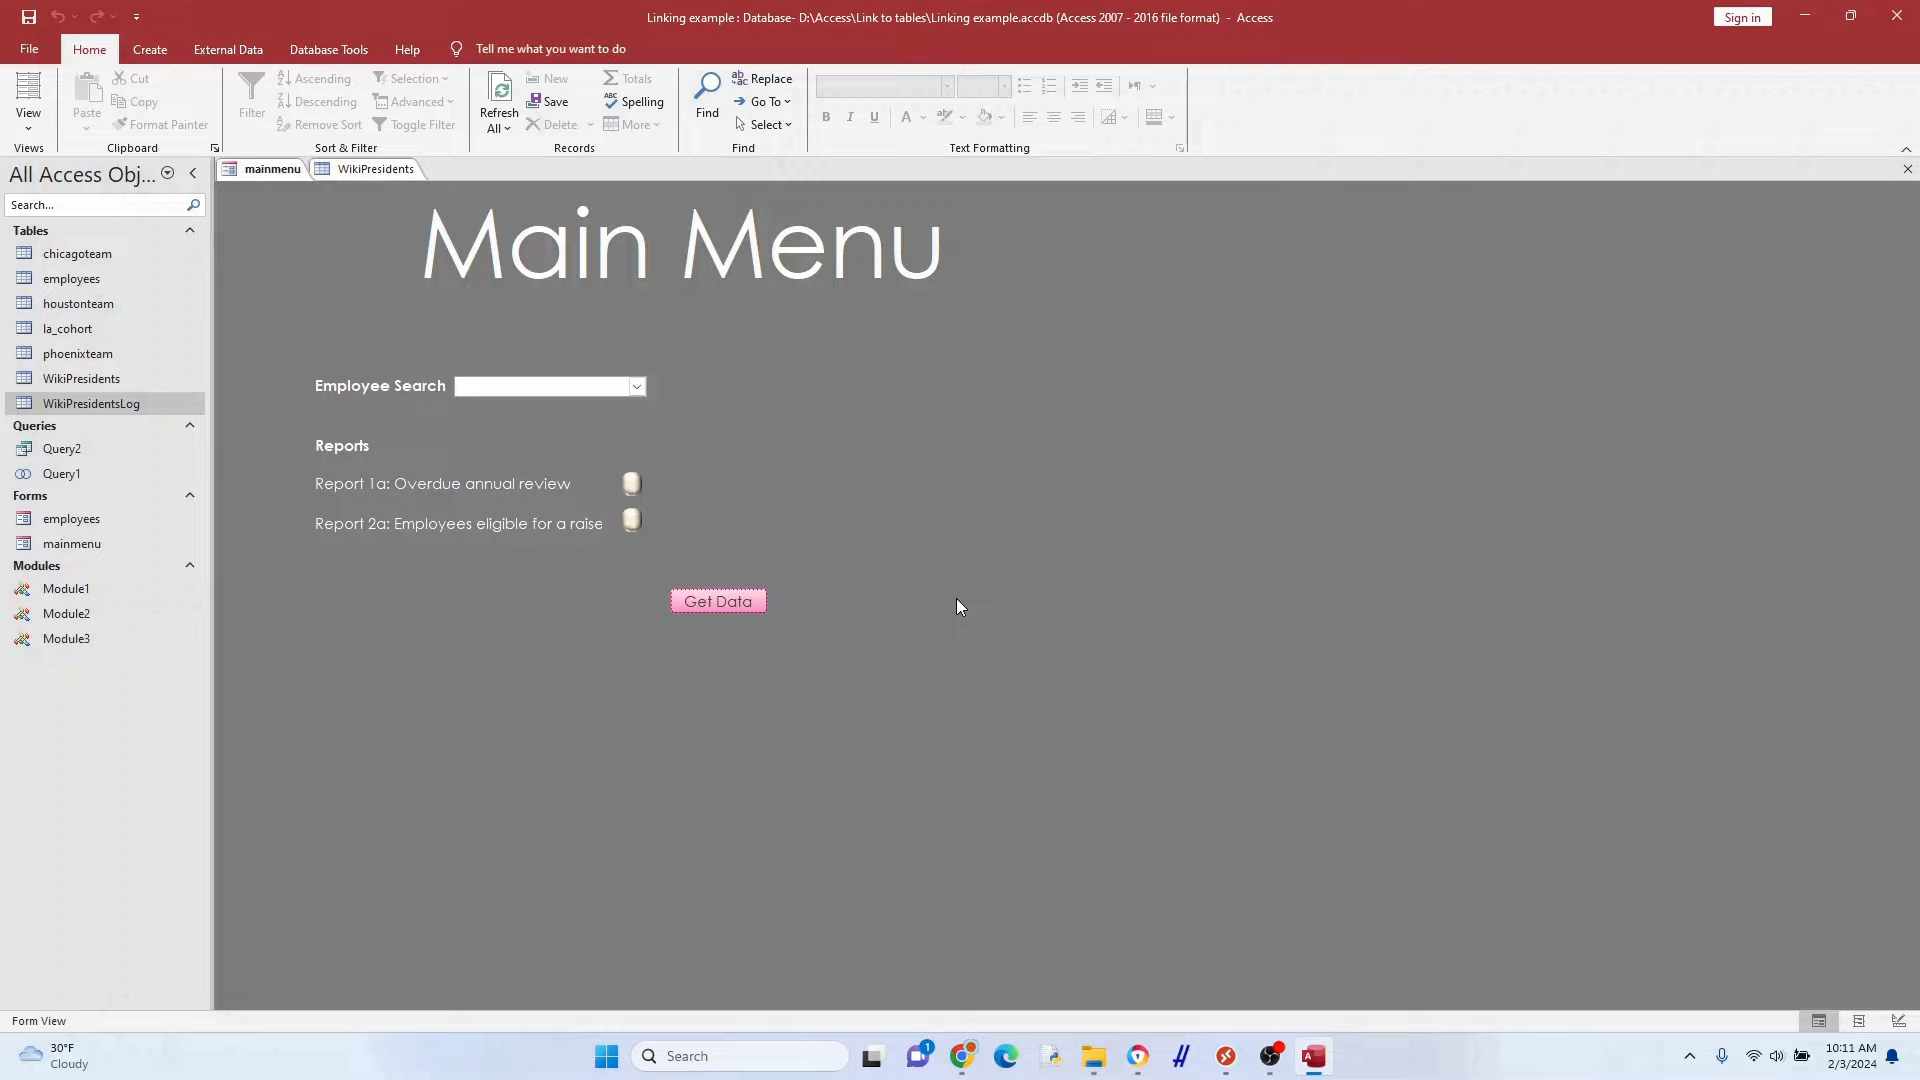 Linking example : Database- D:\Access\Link to tables\Linking example.accdb (Access 2007 - 2016 file format)  -  Access
Sign in
File
Home
Create
External Data
Database Tools
Help
Tell me what you want to do
View
Paste
Cut
Copy
Format Painter
Filter
Ascending
Descending
Remove Sort
Selection
Advanced
Toggle Filter
Refresh
All
New
Save
Delete
Totals
Spelling
More
Find
Replace
Go To
Select
B I U A
Views
Clipboard
Sort & Filter
Records
Find
Text Formatting
All Access Obj...
Search...
Tables
chicagoteam
employees
houstonteam
la_cohort
phoenixteam
WikiPresidents
WikiPresidentsLog
Queries
Query2
Query1
Forms
employees
mainmenu
Modules
Module1
Module2
Module3
mainmenu
WikiPresidents
Main Menu
Employee Search
Reports
Report 1a: Overdue annual review
Report 2a: Employees eligible for a raise
Get Data
Form View
30°F
Cloudy
Search
1
10:11 AM
2/3/2024